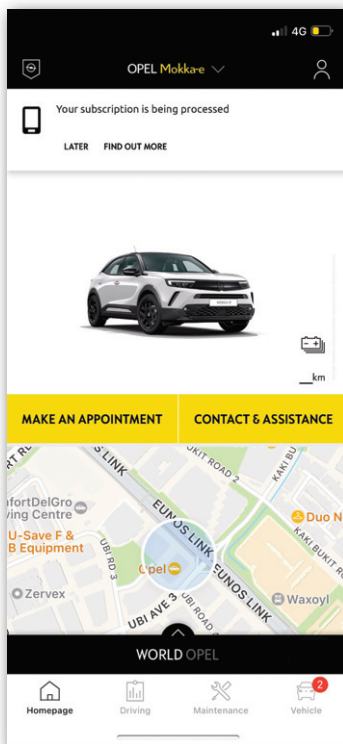 4G
OPEL Mokka-e
Your subscription is being processed
LATER FIND OUT MORE
km
MAKE AN APPOINTMENT
CONTACT & ASSISTANCE
S LINK
UKIT ROAD 2
KAKI BU
fortDelGro
ving Centre
EUNOS LINK
Duo N
U-Save F &
B Equipment
UBI RD 3
Opel
KAKI BUKIT R
EUNOS LINK
Zervex
Waxoyl
UBI AVE 3
UBI ROAD
WORLD OPEL
2
Homepage
Driving
Maintenance
Vehicle